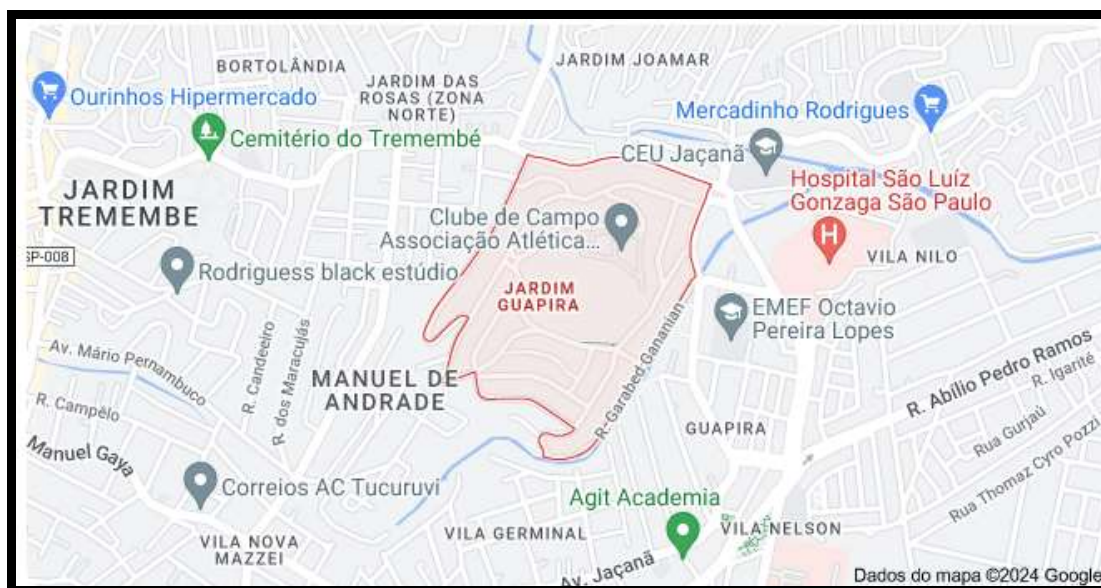 JARDIM JOAMAR
BORTOLÂNDIA
JARDIM DAS
ROSAS (ZONA
NORTE)
Ourinhos Hipermercado
Mercadinho Rodrigues
Cemitério do Tremembé
CEU Jaçanã
Hospital São Luíz
Gonzaga São Paulo
JARDIM
TREMEMBE
Clube de Campo
Associação Atlética...
SP-008
VILA NILO
Rodriguess black estúdio
JARDIM
GUAPIRA
EMEF Octavio
Pereira Lopes
Av. Mário Pernambuco
R. Candeeiro
R. dos Maracujás
MANUEL DE
ANDRADE
R. Garabed Gananian
R. Abílio Pedro Ramos
R. Igarité
R. Campêlo
GUAPIRA
Rua Gurjaú
Rua Thomaz Cyro Pozzi
Manuel Gaya
Correios AC Tucuruvi
Agit Academia
VILA GERMINAL
VILA NELSON
VILA NOVA
MAZZEI
Av. Jaçanã
Dados do mapa ©2024 Google